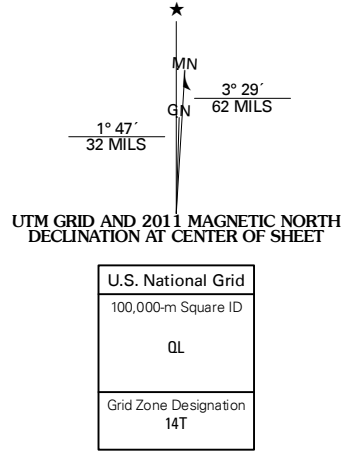 ★
MN
3° 29´
62 MILS
GN
1° 47´
32 MILS
UTM GRID AND 2011 MAGNETIC NORTH
DECLINATION AT CENTER OF SHEET
U.S. National Grid
100,000-m Square ID
QL
Grid Zone Designation
14T